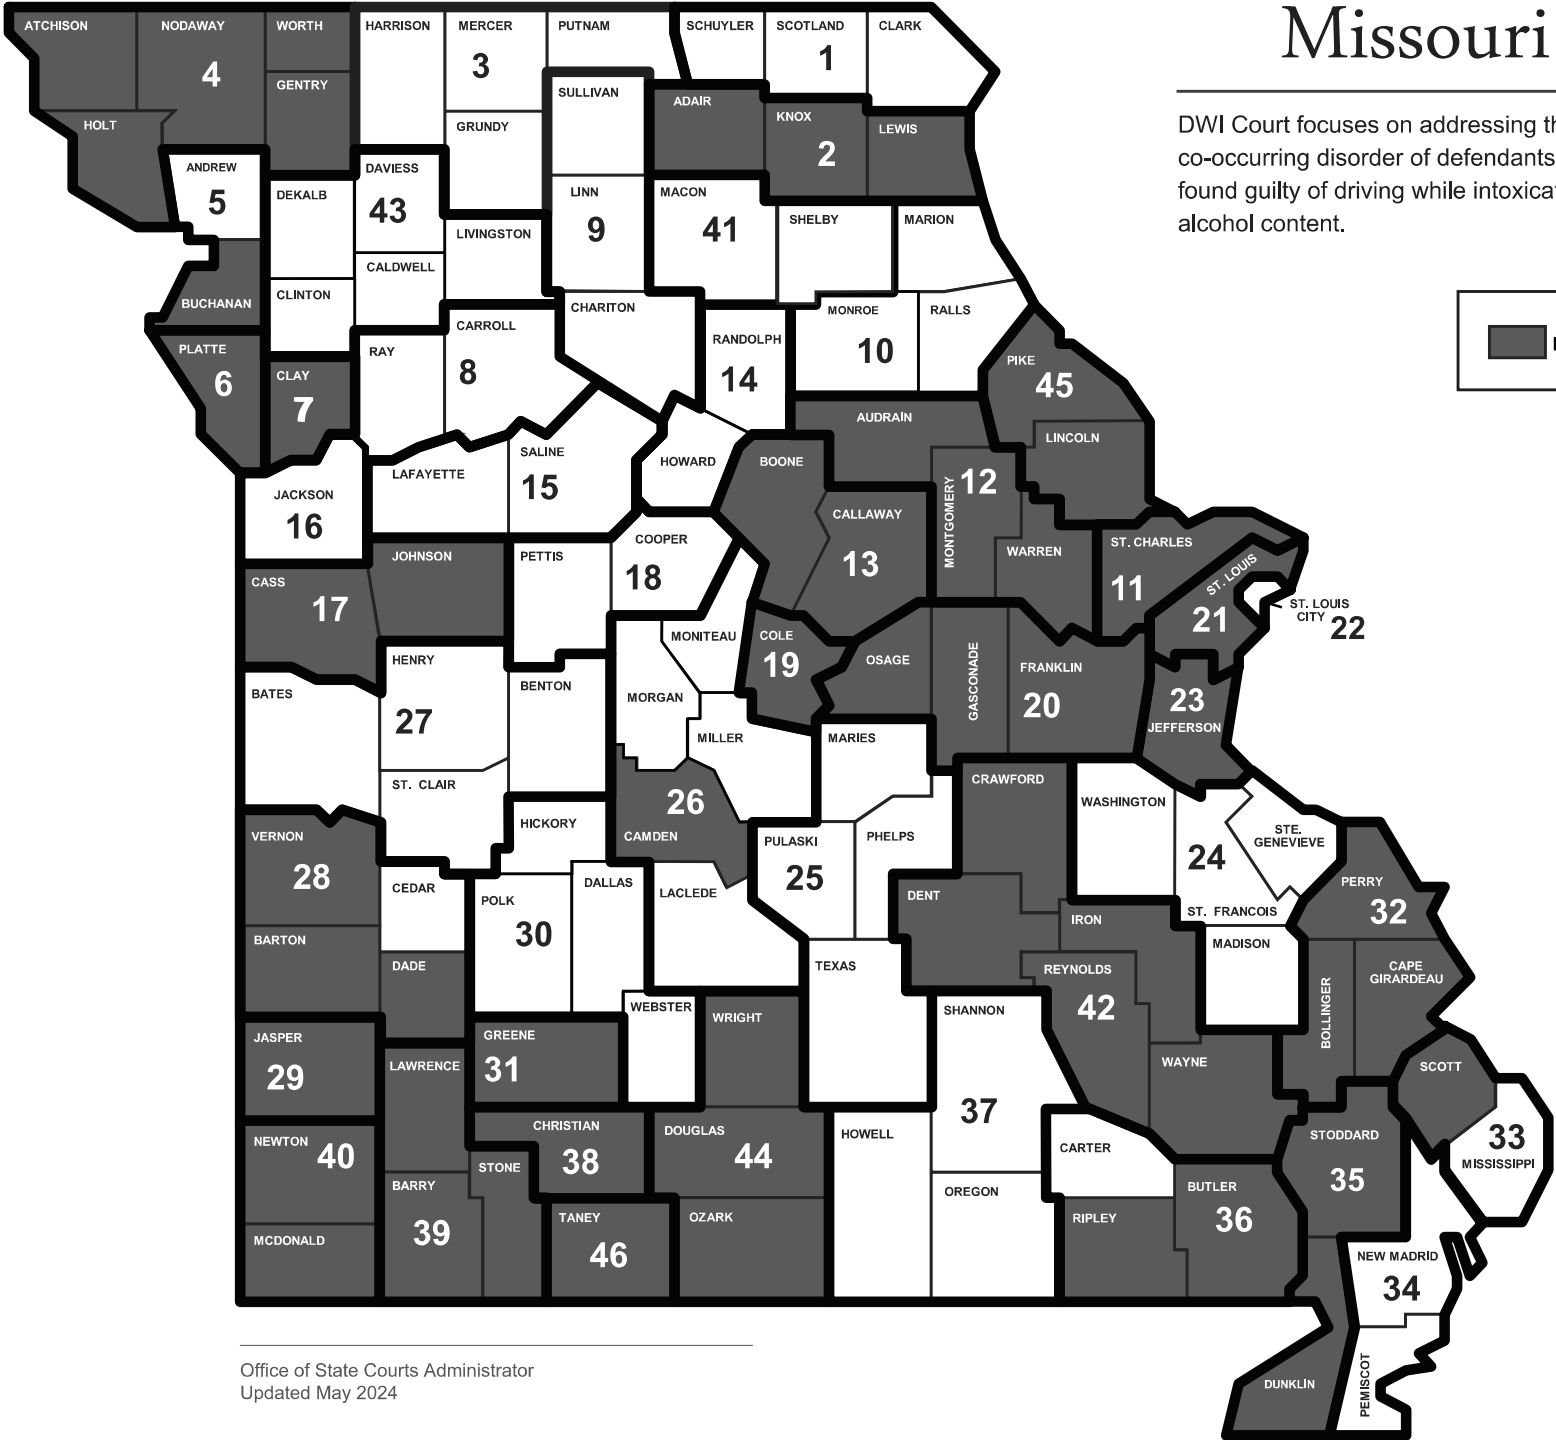 Missouri
DWI Court focuses on addressing th
co-occurring disorder of defendants
found guilty of driving while intoxica
alcohol content.
ATCHISON
NODAWAY
WORTH
HARRISON
MERCER
PUTNAM
SCHUYLER
SCOTLAND
CLARK
4
3
1
GENTRY
SULLIVAN
ADAIR
KNOX
LEWIS
HOLT
GRUNDY
2
ANDREW
5
DEKALB
DAVIESS
43
LINN
9
MACON
41
SHELBY
MARION
LIVINGSTON
CALDWELL
BUCHANAN
CLINTON
CARROLL
CHARITON
MONROE
RALLS
PLATTE
6
RAY
8
RANDOLPH
14
10
PIKE
45
CLAY
7
AUDRAIN
LINCOLN
LAFAYETTE
SALINE
15
HOWARD
BOONE
MONTGOMERY
12
JACKSON
16
CALLAWAY
13
WARREN
ST. CHARLES
11
JOHNSON
PETTIS
COOPER
18
CASS
17
ST. LOUIS
21
ST. LOUIS
CITY 22
MONITEAU
COLE
19
HENRY
27
OSAGE
GASCONADE
FRANKLIN
20
BATES
BENTON
MORGAN
23
JEFFERSON
MILLER
MARIES
ST. CLAIR
CRAWFORD
WASHINGTON
26
CAMDEN
HICKORY
VERNON
28
PULASKI
25
PHELPS
STE.
GENEVIEVE
24
CEDAR
POLK
30
DALLAS
LACLEDE
DENT
PERRY
32
ST. FRANCOIS
IRON
BARTON
DADE
TEXAS
REYNOLDS
42
MADISON
CAPE
GIRARDEAU
BOLLINGER
WEBSTER
WRIGHT
SHANNON
JASPER
29
GREENE
31
LAWRENCE
WAYNE
SCOTT
37
NEWTON
40
CHRISTIAN
38
DOUGLAS
44
HOWELL
CARTER
STODDARD
35
33
MISSISSIPPI
STONE
BARRY
39
OREGON
BUTLER
36
TANEY
46
OZARK
RIPLEY
MCDONALD
NEW MADRID
34
DUNKLIN
PEMISCOT
Office of State Courts Administrator
Updated May 2024